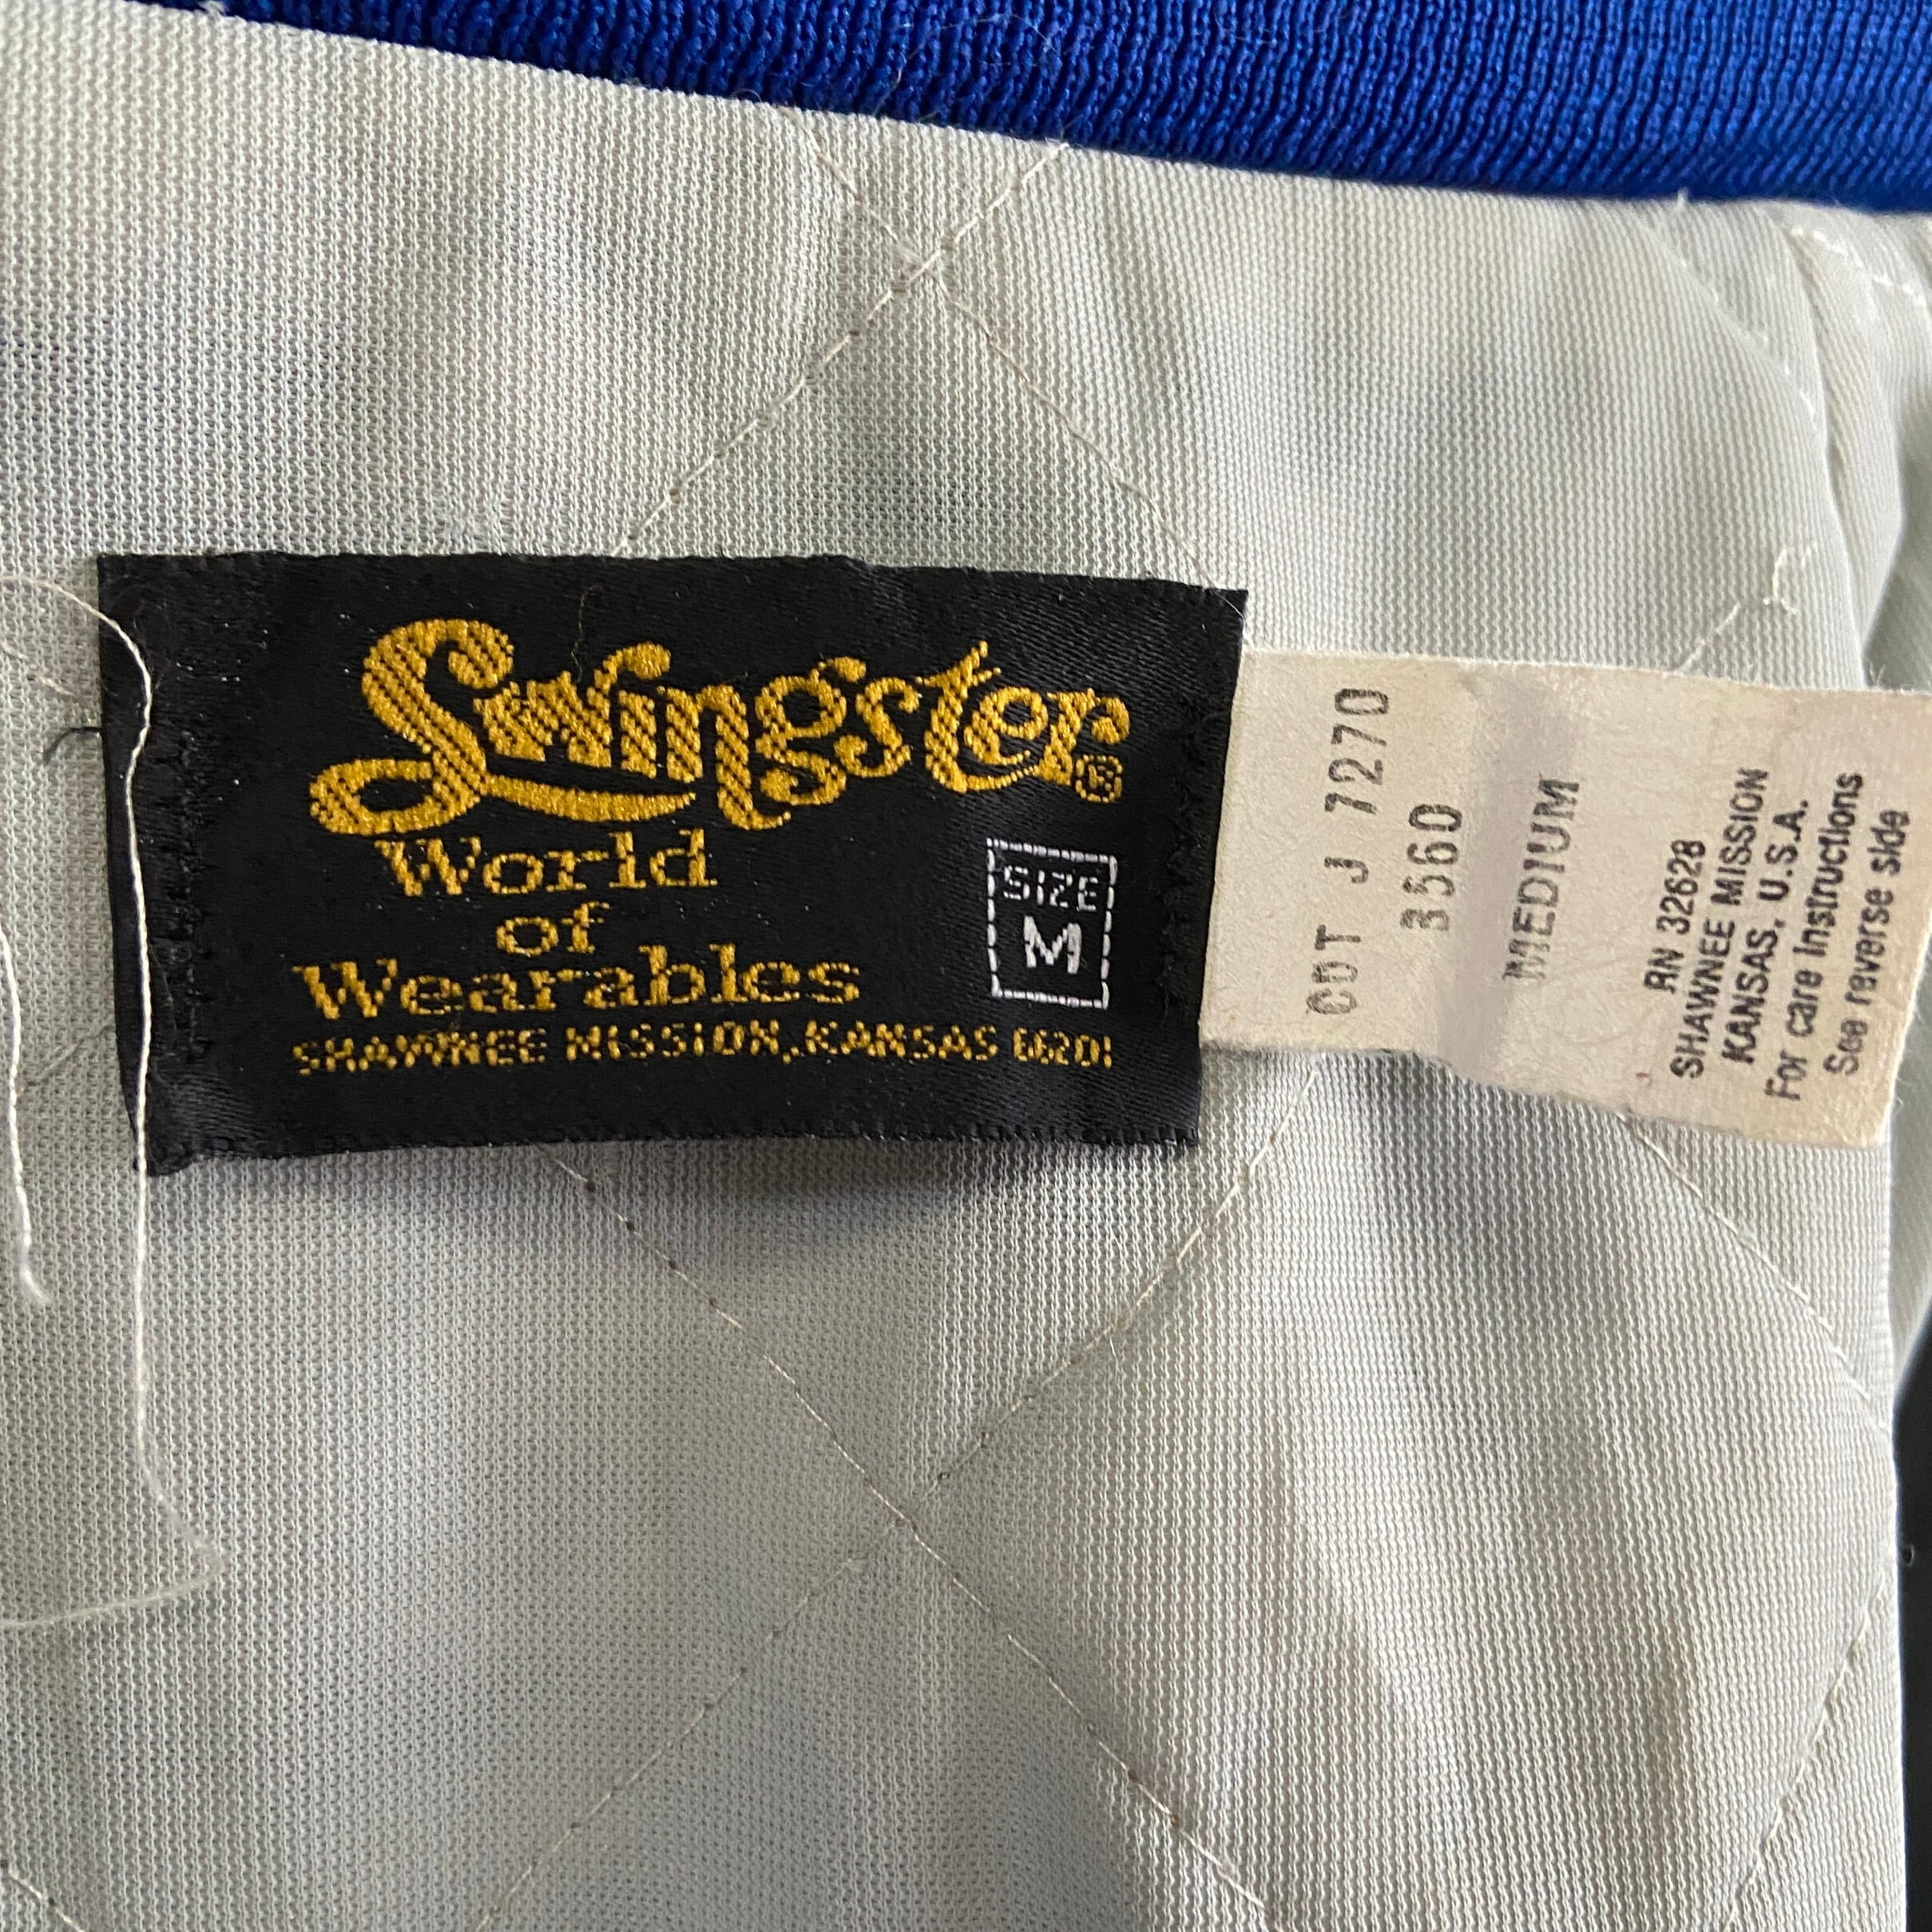 Swingster®
World
of
Wearables
SHAWNEE MISSION, KANSAS 66201
SIZE
M
CUT J 7270
3560
MEDIUM
RN 32628
SHAWNEE MISSION
KANSAS, U.S.A.
For care Instructions
See reverse side